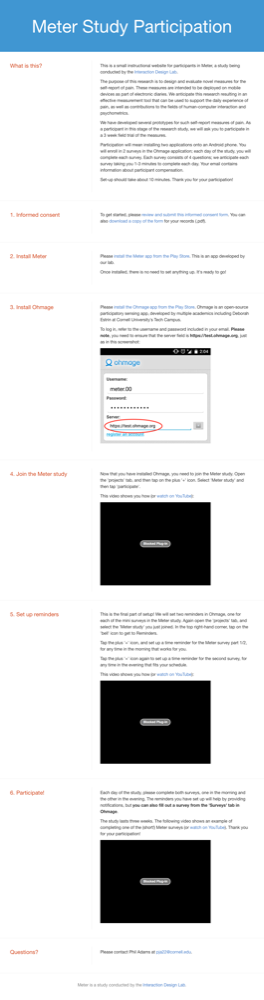 Meter Study Participation
What is this?
This is a small instructional website for participants in Meter, a study being
conducted by the Interaction Design Lab.
The purpose of this research is to design and evaluate novel measures for the
self-report of pain. These measures are intended to be deployed on mobile
devices as part of electronic diaries. We anticipate this research resulting in an
effective measurement tool that can be used to support the daily experience of
pain, as well as contributions to the fields of human-computer interaction and
psychometrics.
We have developed several prototypes for such self-report measures of pain. As
a participant in this stage of the research study, we will ask you to participate in
a 3 week field trial of the measures.
Participation will mean installing two applications onto an Android phone. You
will enroll in 2 surveys in the Ohmage application; each day of the study, you will
complete each survey. Each survey consists of 4 questions; we anticipate each
survey taking you 1-2 minutes to complete each day. Your email contains
information about participant compensation.
Set-up should take about 10 minutes. Thank you for your participation!
1. Informed consent
To get started, please review and submit this informed consent form. You can
also download a copy of the form for your records (.pdf).
2. Install Meter
Please install the Meter app from the Play Store. This is an app developed by
our lab.
Once installed, there is no need to set anything up. It's ready to go!
3. Install Ohmage
Please install the Ohmage app from the Play Store. Ohmage is an open-source
participatory sensing app, developed by multiple academics including Deborah
Estrin at Cornell University's Tech Campus.
To log in, refer to the username and password included in your email. Please
note: you need to ensure that the server field is https://test.ohmage.org, just
as in this screenshot:
2:04
ohmage
Username:
meter.00
Password:
Server:
https://test.ohmage.org
register an account
4. Join the Meter study
Now that you have installed Ohmage, you need to join the Meter study. Open
the 'projects' tab, and then tap on the plus '+' icon. Select 'Meter study' and
then tap 'participate'.
This video shows you how (or watch on YouTube):
Blocked Plug-in
5. Set up reminders
This is the final part of setup! We will set two reminders in Ohmage, one for
each of the mini-surveys in the Meter study. Again open the 'projects' tab, and
select the 'Meter study' you just joined. In the top right-hand corner, tap on the
"bell" icon to get to Reminders.
Tap the plus '+' icon, and set up a time reminder for the Meter survey part 1/2,
for any time in the morning that works for you.
Tap the plus '+' icon again to set up a time reminder for the second survey, for
any time in the evening that fits your schedule.
This video shows you how (or watch on YouTube):
Blocked Plug-in
6. Participate!
Each day of the study, please complete both surveys, one in the morning and
the other in the evening. The reminders you have set up will help by providing
notifications, but you can also fill out a survey from the 'Surveys' tab in
Ohmage.
The study lasts three weeks. The following video shows an example of
completing one of the (short!) Meter surveys (or watch on YouTube). Thank you
for your participation!
Blocked Plug-in
Questions?
Please contact Phil Adams at
Meter is a study conducted by the Interaction Design Lab.